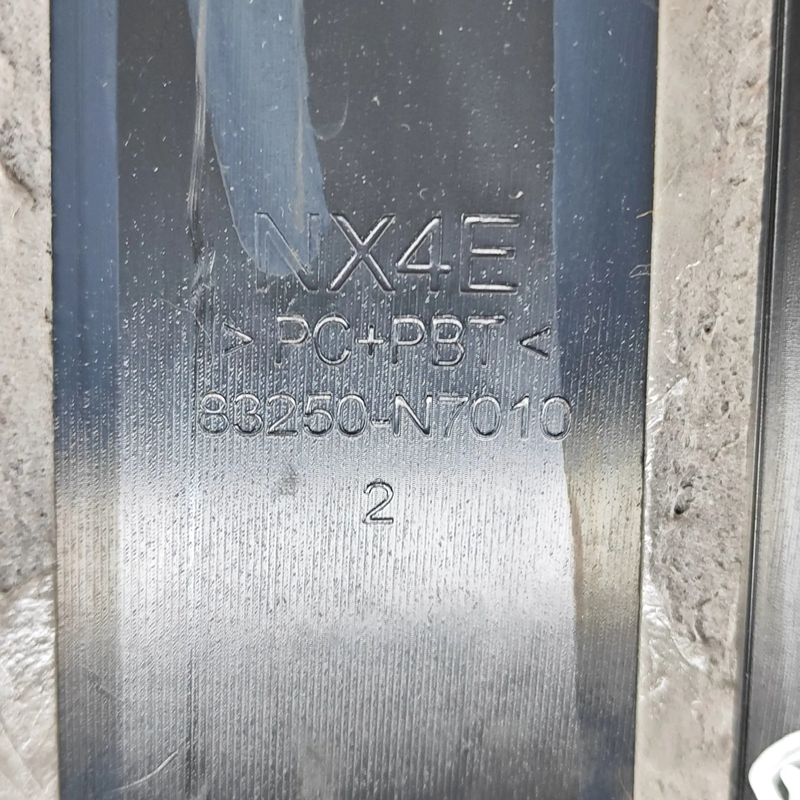 NX4E
>PC+PBT<
83250-N7010
2